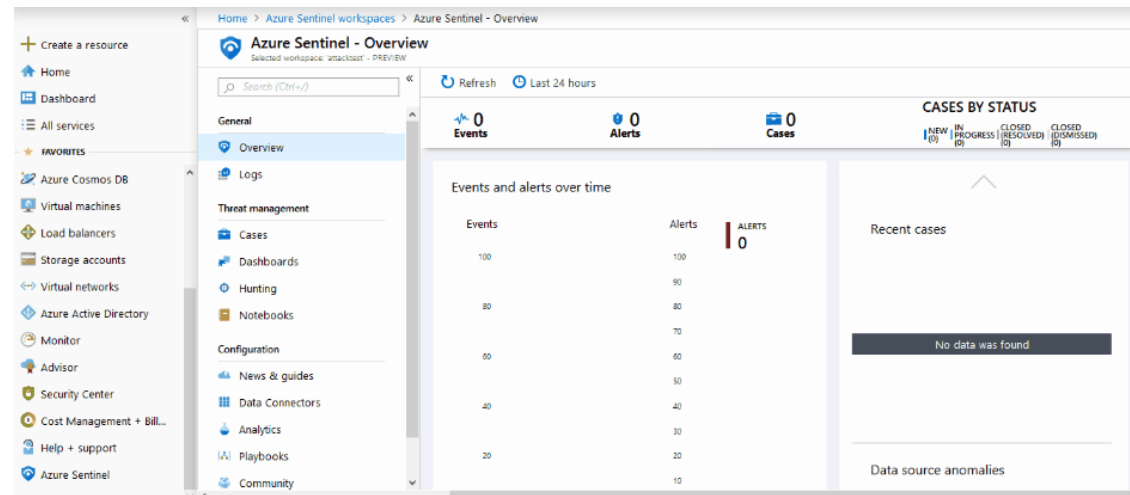 «
Home > Azure Sentinel workspaces > Azure Sentinel - Overview
Create a resource
Home
Dashboard
All services
FAVORITES
Azure Cosmos DB
Virtual machines
Load balancers
Storage accounts
Virtual networks
Azure Active Directory
Monitor
Advisor
Security Center
Cost Management + Bill...
Help + support
Azure Sentinel
Azure Sentinel - Overview
Selected workspace: 'attacktest' - PREVIEW
Search (Ctrl+/)
«
General
Overview
Logs
Threat management
Cases
Dashboards
Hunting
Notebooks
Configuration
News & guides
Data Connectors
Analytics
Playbooks
Community
Refresh
Last 24 hours
0
Events
0
Alerts
0
Cases
CASES BY STATUS
NEW (0)
IN PROGRESS (0)
CLOSED (RESOLVED) (0)
CLOSED (DISMISSED) (0)
Events and alerts over time
Events
100
80
60
40
20
Alerts
100
90
80
70
60
50
40
30
20
10
ALERTS
0
Recent cases
No data was found
Data source anomalies